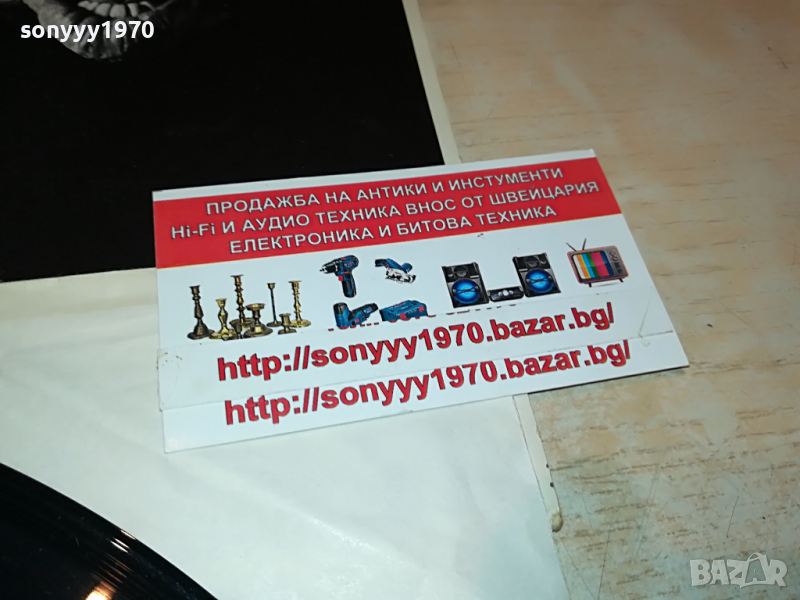 sonyyy1970
ПРОДАЖБА НА АНТИКИ И ИНСТУМЕНТИ
Hi-Fi И АУДИО ТЕХНИКА ВНОС ОТ ШВЕИЦАРИЯ
ЕЛЕКТРОНИКА И БИТОВА ТЕХНИКА
http://sonyyy1970.bazar.bg/
http://sonyyy1970.bazar.bg/
BAZAR